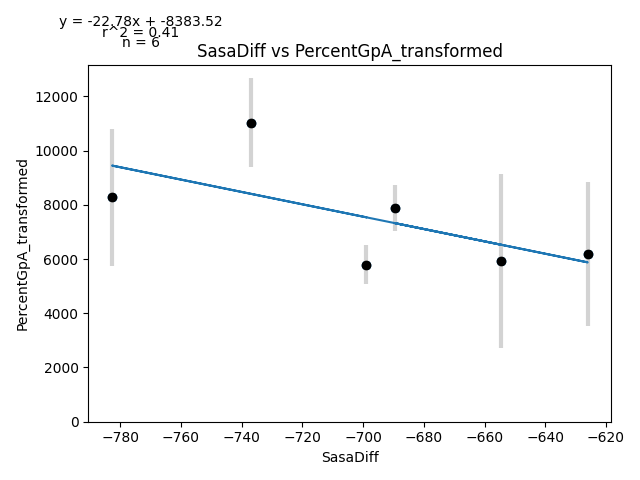 y = -22.78x + -8383.52
r^2 = 0.41
n = 6
SasaDiff vs PercentGpA_transformed
PercentGpA_transformed
12000
10000
8000
6000
4000
2000
0
−780 −760 −740 −720 −700 −680 −660 −640 −620
SasaDiff